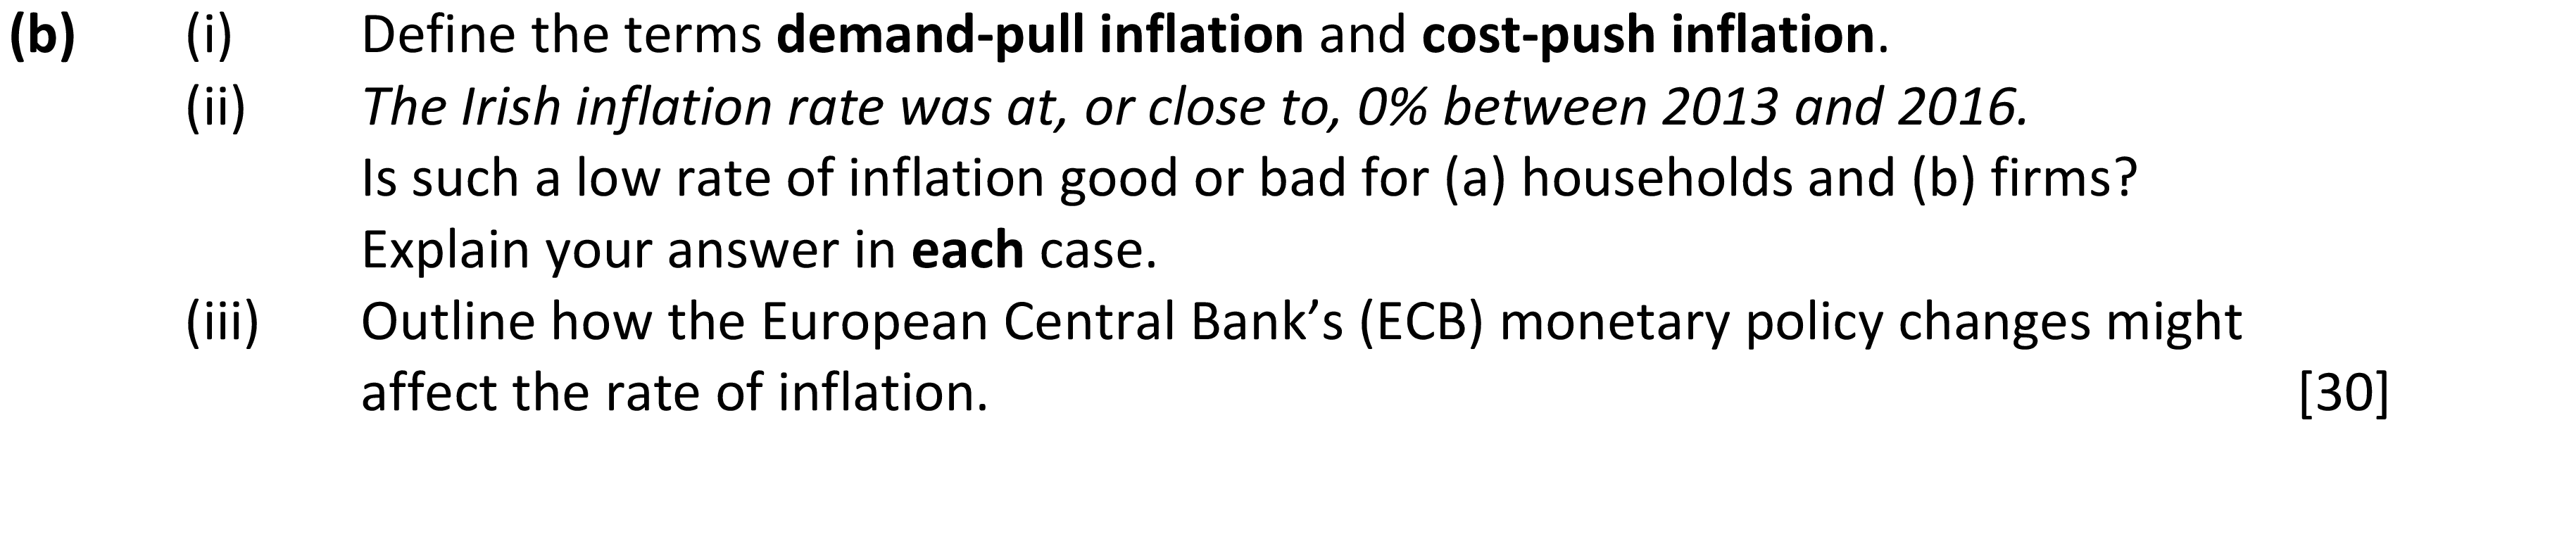 (b) (i) Define the terms demand-pull inflation and cost-push inflation.
(ii) The Irish inflation rate was at, or close to, 0% between 2013 and 2016.
Is such a low rate of inflation good or bad for (a) households and (b) firms?
Explain your answer in each case.
(iii) Outline how the European Central Bank’s (ECB) monetary policy changes might
affect the rate of inflation. [30]